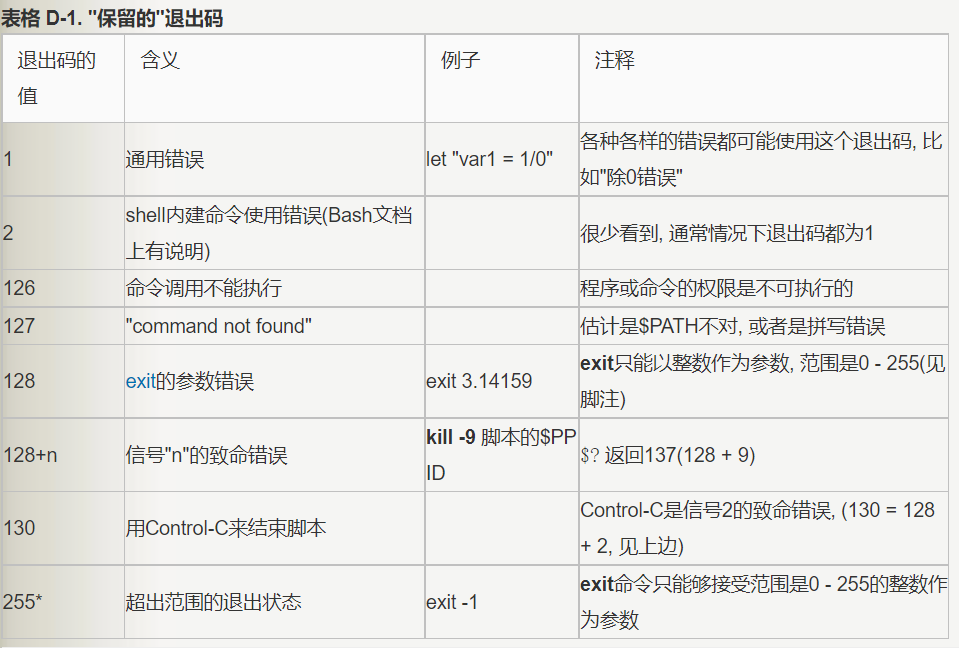 表格 D-1. "保留的"退出码
退出码的
值
含义
例子
注释
1
通用错误
let "var1 = 1/0"
各种各样的错误都可能使用这个退出码, 比
如"除0错误"
2
shell内建命令使用错误(Bash文档
上有说明)
很少看到, 通常情况下退出码都为1
126
命令调用不能执行
程序或命令的权限是不可执行的
127
"command not found"
估计是$PATH不对, 或者是拼写错误
128
exit的参数错误
exit 3.14159
exit只能以整数作为参数, 范围是0 - 255(见
脚注)
128+n
信号"n"的致命错误
kill -9 脚本的$PP
ID
$? 返回137(128 + 9)
130
用Control-C来结束脚本
Control-C是信号2的致命错误, (130 = 128
+ 2, 见上边)
255*
超出范围的退出状态
exit -1
exit命令只能够接受范围是0 - 255的整数作
为参数